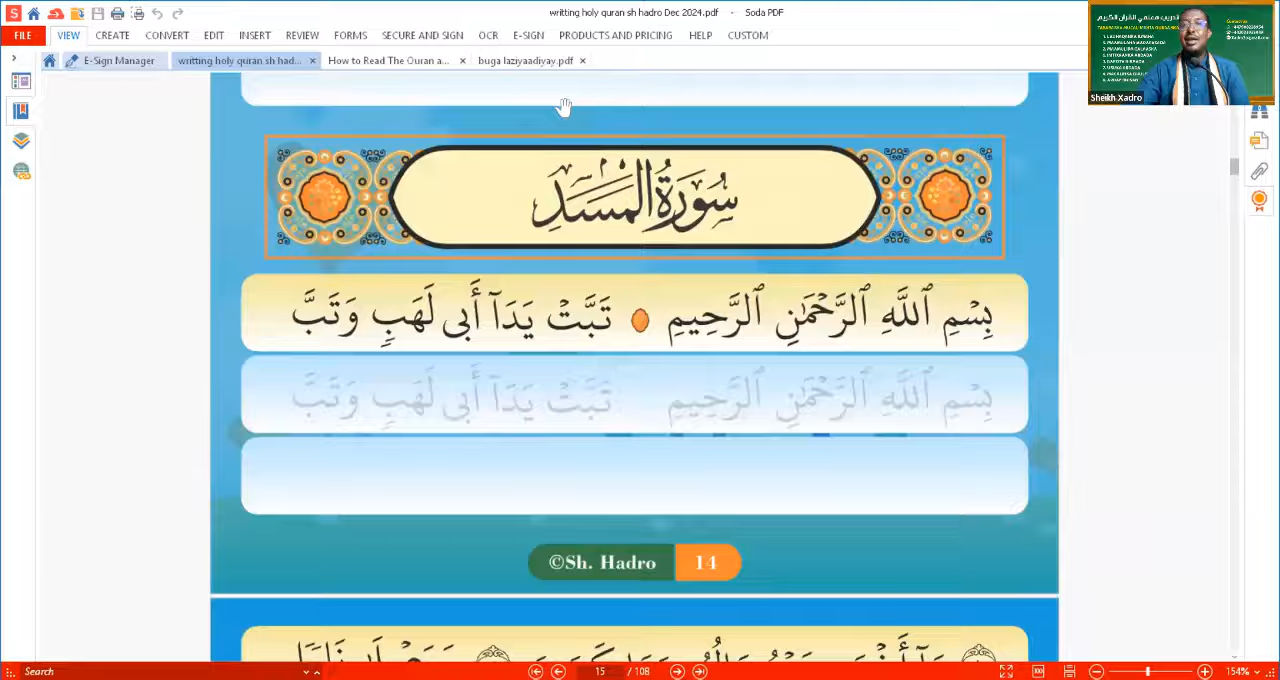 writting holy quran sh hadro Dec 2024.pdf - Soda PDF
FILE VIEW CREATE CONVERT EDIT INSERT REVIEW FORMS SECURE AND SIGN OCR E-SIGN PRODUCTS AND PRICING HELP CUSTOM
E-Sign Manager writting holy quran sh had... × How to Read The Quran a... × buga laziyaadiyay.pdf ×
Sheikh Xadro
سُورَةُ المَسَدِ
بِسْمِ ٱللَّهِ ٱلرَّحْمَٰنِ ٱلرَّحِيمِ تَبَّتْ يَدَآ أَبِى لَهَبٍ وَتَبَّ
بِسْمِ ٱللَّهِ ٱلرَّحْمَٰنِ ٱلرَّحِيمِ تَبَّتْ يَدَآ أَبِى لَهَبٍ وَتَبَّ
©Sh. Hadro 14
Search 15 / 108 154%